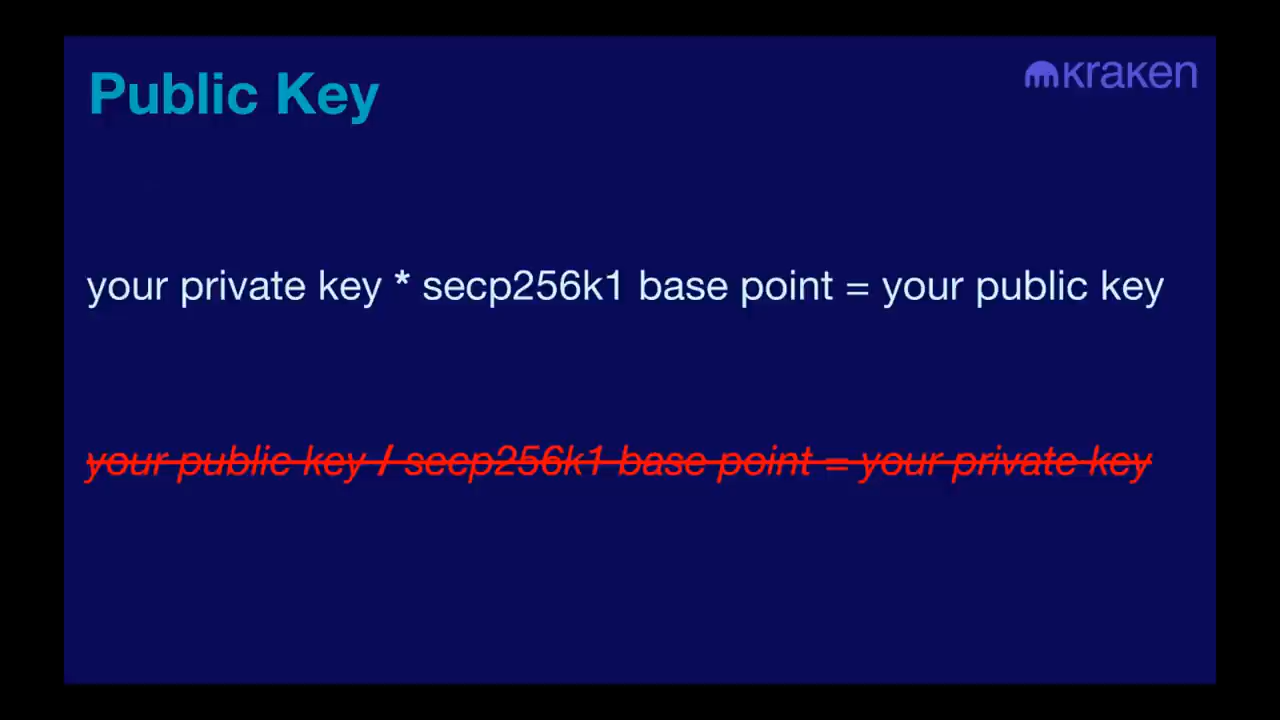 Public Key
kraken
your private key * secp256k1 base point = your public key
your public key / secp256k1 base point = your private key